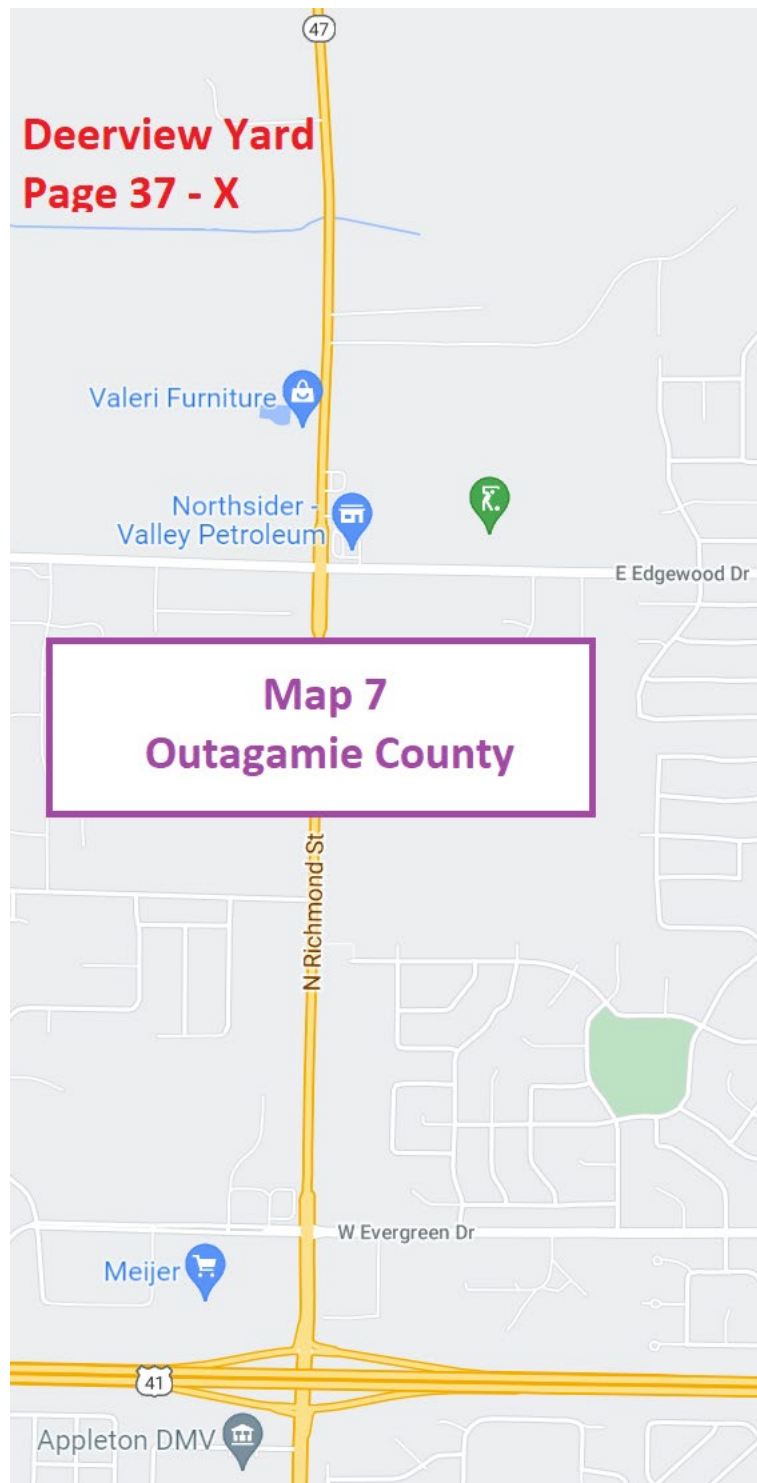 47
Deerview Yard
Page 37 - X
Valeri Furniture
Northsider -
Valley Petroleum
E Edgewood Dr
Map 7
Outagamie County
N Richmond St
W Evergreen Dr
Meijer
41
Appleton DMV